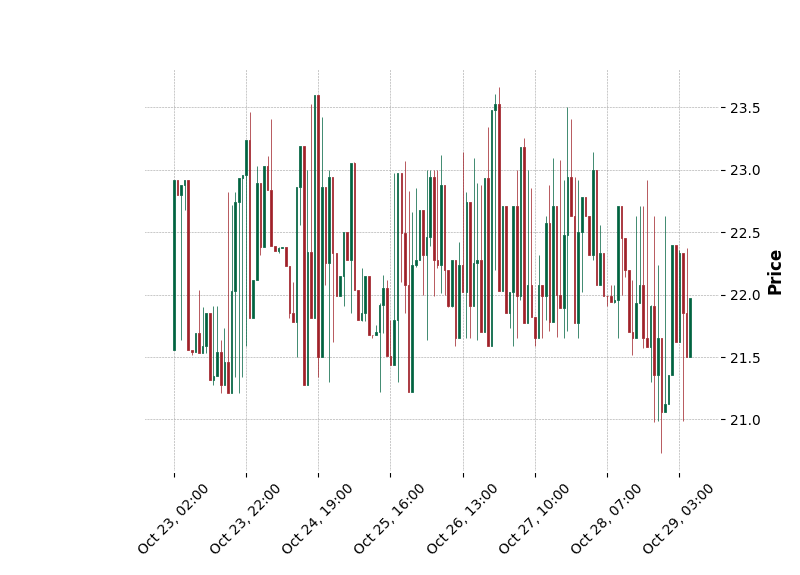 23.5
23.0
22.5
22.0
21.5
21.0
Price
Oct 23, 02:00
Oct 23, 22:00
Oct 24, 19:00
Oct 25, 16:00
Oct 26, 13:00
Oct 27, 10:00
Oct 28, 07:00
Oct 29, 03:00